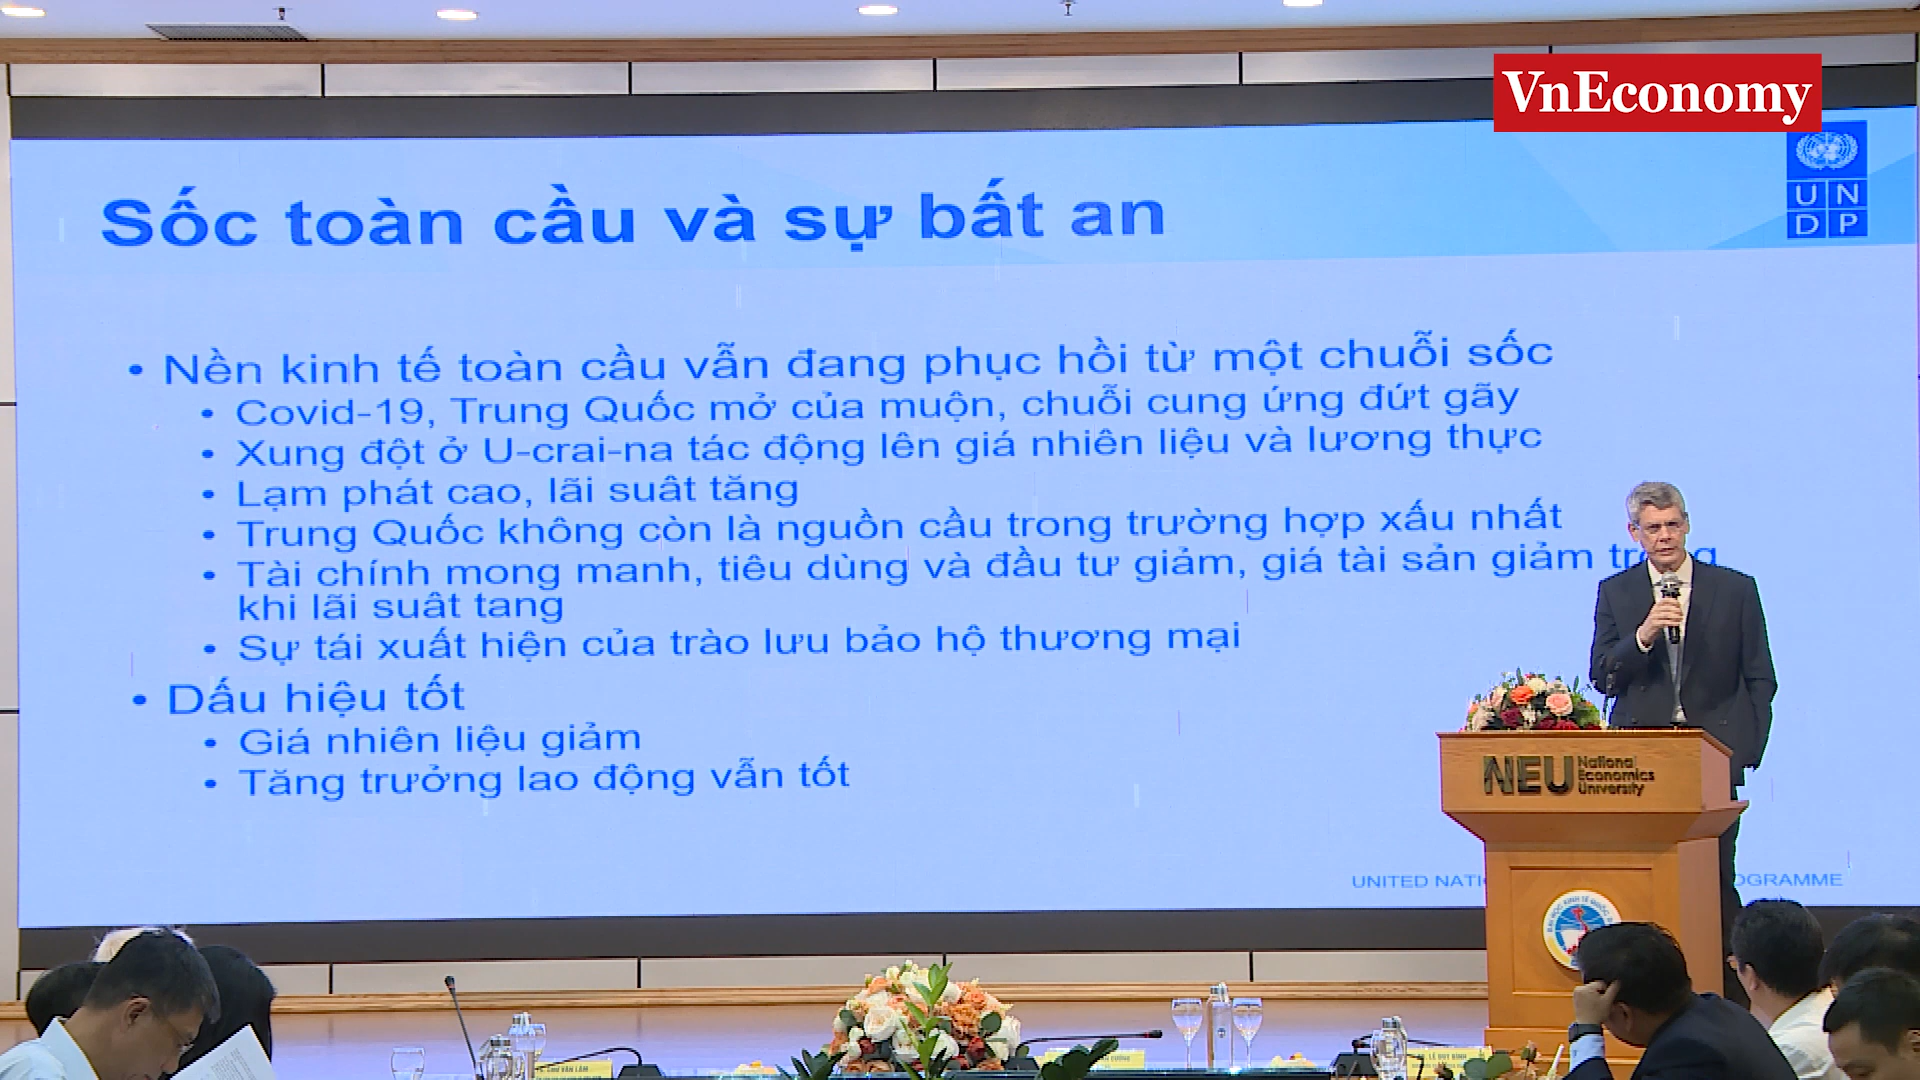 VnEconomy
UN
DP
Sốc toàn cầu và sự bất an
• Nền kinh tế toàn cầu vẫn đang phục hồi từ một chuỗi sốc
• Covid-19, Trung Quốc mở của muộn, chuỗi cung ứng đứt gãy
• Xung đột ở U-crai-na tác động lên giá nhiên liệu và lương thực
• Lạm phát cao, lãi suât tăng
• Trung Quốc không còn là nguồn cầu trong trường hợp xấu nhất
• Tài chính mong manh, tiêu dùng và đầu tư giảm, giá tài sản giảm
khi lãi suât tang
• Sự tái xuất hiện của trào lưu bảo hộ thương mại
• Dấu hiệu tốt
• Giá nhiên liệu giảm
• Tăng trưởng lao động vẫn tốt
NEU National
Economics
University
UNITED